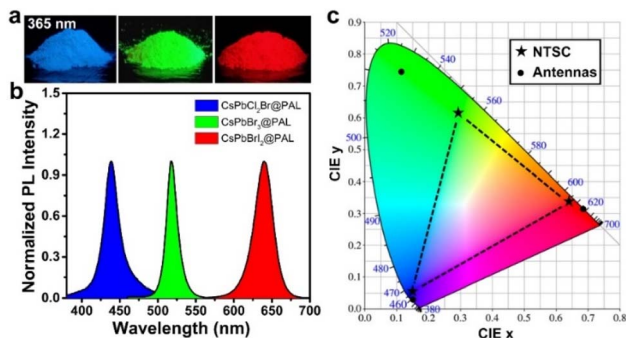 a
365 nm
b
Normalized PL Intensity
1.5
1.2
0.9
0.6
0.3
0.0
CsPbCl₂Br@PAL
CsPbBr₃@PAL
CsPbBrI₂@PAL
400 450 500 550 600 650 700
Wavelength (nm)
c
CIE y
0.9
0.8
0.7
0.6
0.5
0.4
0.3
0.2
0.1
0.0
NTSC
Antennas
520
540
560
500
580
600
620
700
490
480
470
460
380
0.0 0.1 0.2 0.3 0.4 0.5 0.6 0.7 0.8
CIE x